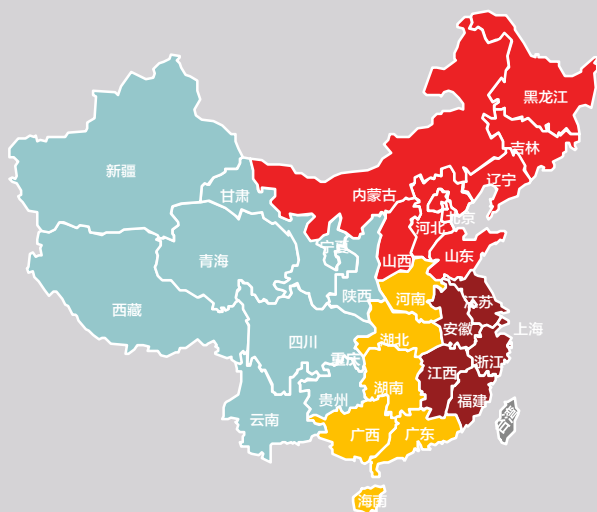 黑龙江
吉林
新疆
辽宁
甘肃
内蒙古
北京
河北
宁夏
山东
青海
山西
陕西
河南
江苏
西藏
安徽
上海
湖北
四川
重庆
浙江
江西
湖南
贵州
福建
云南
台湾
广西
广东
海南